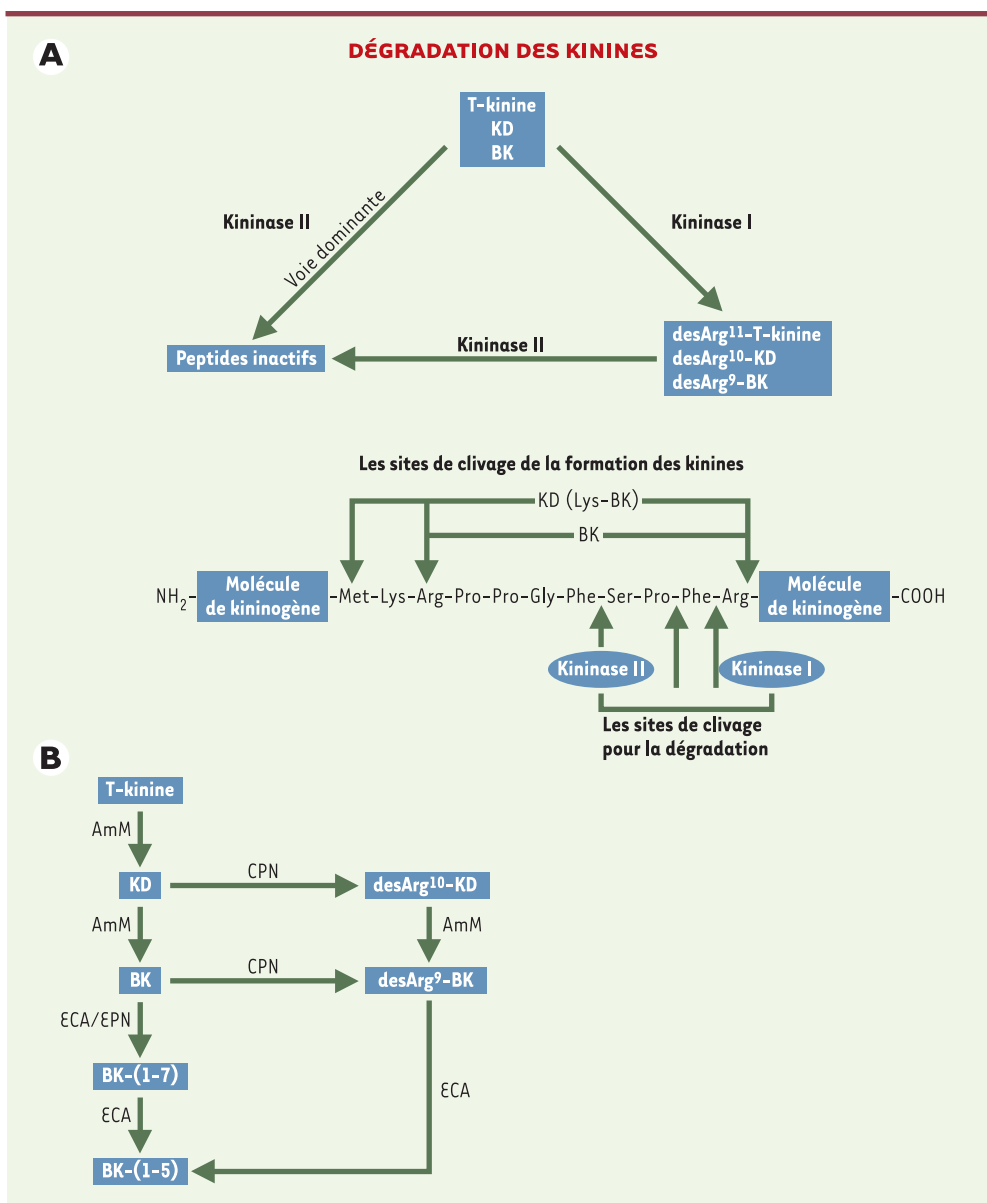 A
DÉGRADATION DES KININES
T-kinine
KD
BK
Kininase II
Voie dominante
Kininase I
Peptides inactifs
Kininase II
desArg¹¹-T-kinine
desArg¹⁰-KD
desArg⁹-BK
Les sites de clivage de la formation des kinines
KD (Lys-BK)
BK
NH₂-Molécule de kininogène-Met-Lys-Arg-Pro-Pro-Gly-Phe-Ser-Pro-Phe-Arg-Molécule de kininogène-COOH
Kininase II
Kininase I
Les sites de clivage
pour la dégradation
B
T-kinine
AmM
KD
CPN
desArg¹⁰-KD
AmM
AmM
BK
CPN
desArg⁹-BK
ECA/EPN
BK-(1-7)
ECA
ECA
BK-(1-5)